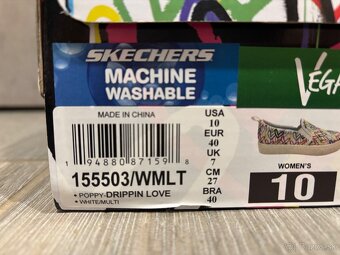 SKECHERS
MACHINE
WASHABLE
VEGA
MADE IN CHINA
USA
10
EUR
40
UK
7
CM
27
BRA
40
1 94880 87159 8
155503/WMLT
• POPPY-DRIPPIN LOVE
• WHITE/MULTI
WOMEN'S
10